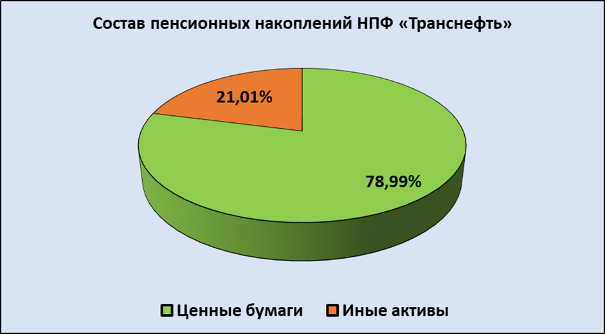 Состав пенсионных накоплений НПФ «Транснефть»
21,01%
78,99%
Ценные бумаги
Иные активы